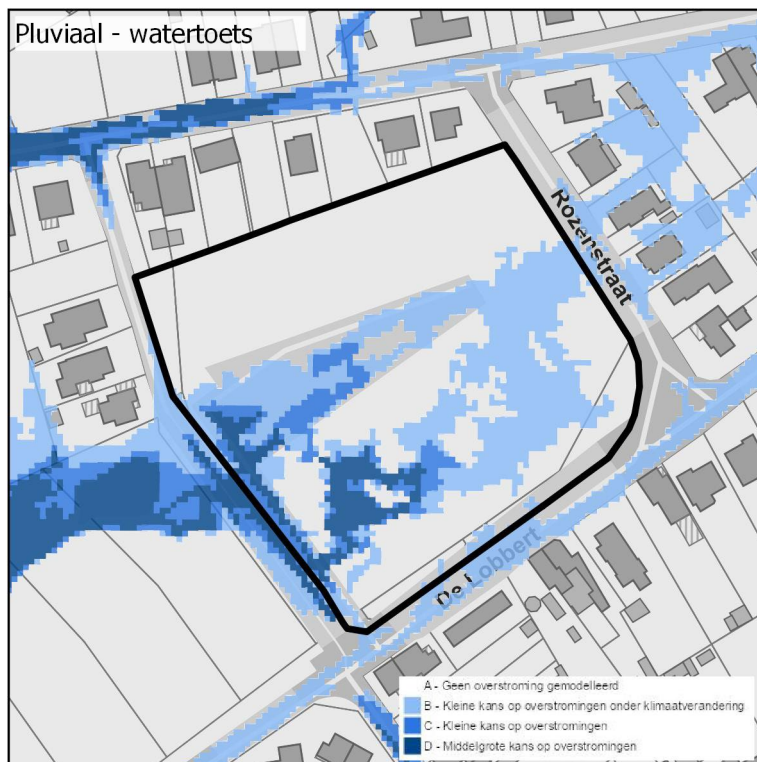 Pluviaal - watertoets
Rozenstraat
De Lobbert
A - Geen overstroming gemodelleerd
B - Kleine kans op overstromingen onder klimaatverandering
C - Kleine kans op overstromingen
D - Middelgrote kans op overstromingen